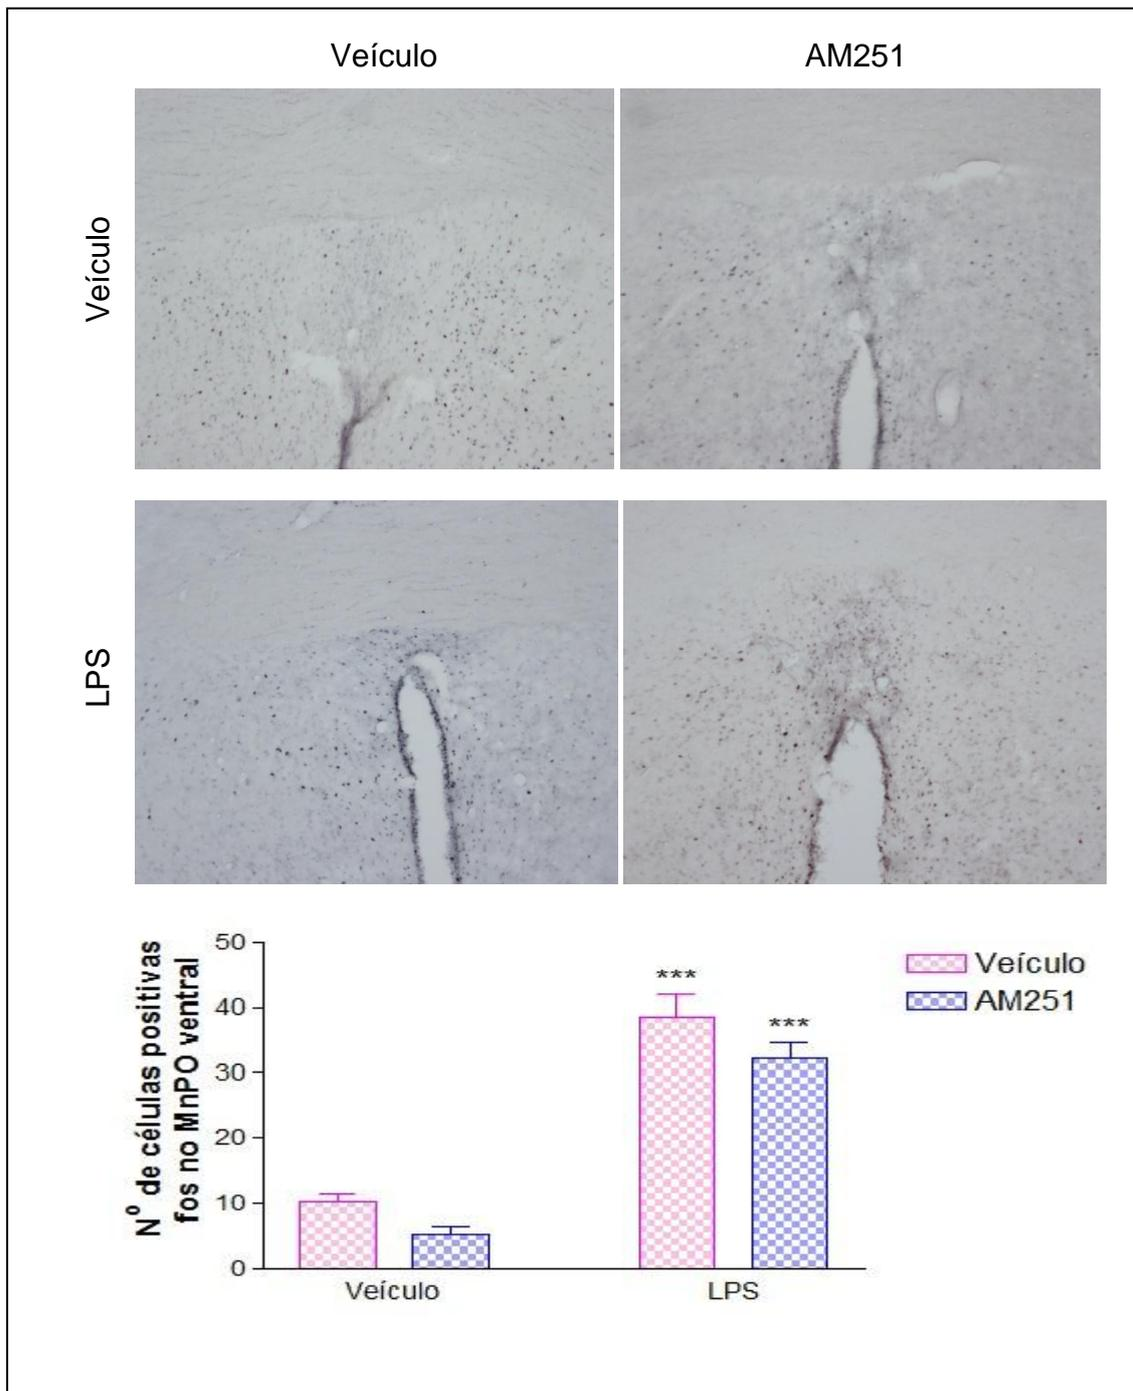 Veículo AM251
Veículo
LPS
Nº de células positivas
fos no MnPO ventral
50
40
30
20
10
0
***
***
Veículo
AM251
Veículo LPS